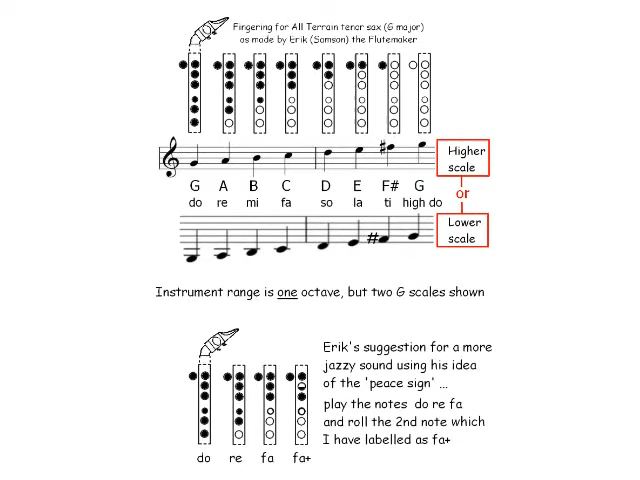 Fingering for All Terrain tenor sax (G major)
as made by Erik (Samson) the Flutemaker
Higher
scale
G A B C D E F# G
do re mi fa so la ti high do
or
Lower
scale
Instrument range is one octave, but two G scales shown
Erik's suggestion for a more
jazzy sound using his idea
of the 'peace sign' ...
play the notes do re fa
and roll the 2nd note which
I have labelled as fa+
do re fa fa+